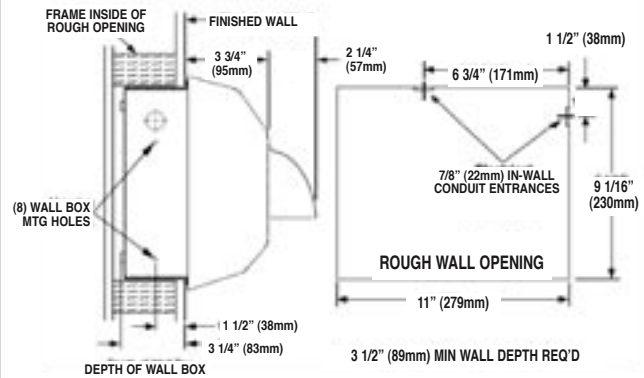 FRAME INSIDE OF
ROUGH OPENING
FINISHED WALL
3 3/4"
(95mm)
2 1/4"
(57mm)
1 1/2" (38mm)
6 3/4" (171mm)
7/8" (22mm) IN-WALL
CONDUIT ENTRANCES
9 1/16"
(230mm)
(8) WALL BOX
MTG HOLES
ROUGH WALL OPENING
11" (279mm)
1 1/2" (38mm)
3 1/4" (83mm)
DEPTH OF WALL BOX
3 1/2" (89mm) MIN WALL DEPTH REQ'D